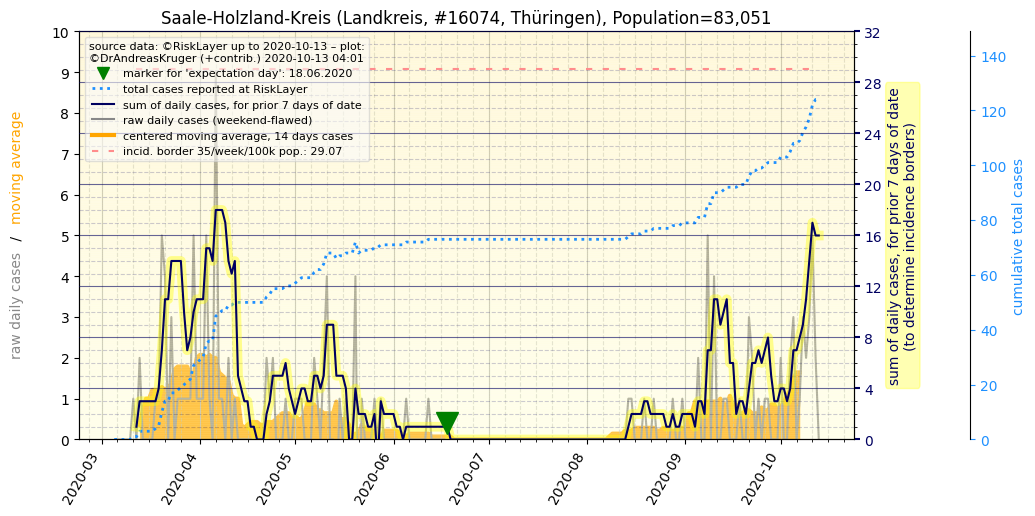 Saale-Holzland-Kreis (Landkreis, #16074, Thüringen), Population=83,051
source data: ©RiskLayer up to 2020-10-13 – plot:
©DrAndreasKruger (+contrib.) 2020-10-13 04:01
marker for 'expectation day': 18.06.2020
total cases reported at RiskLayer
sum of daily cases, for prior 7 days of date
raw daily cases (weekend-flawed)
centered moving average, 14 days cases
incid. border 35/week/100k pop.: 29.07
raw daily cases / moving average
10
9
8
7
6
5
4
3
2
1
0
2020-03
2020-04
2020-05
2020-06
2020-07
2020-08
2020-09
2020-10
32
28
24
20
16
12
8
4
0
sum of daily cases, for prior 7 days of date
(to determine incidence borders)
140
120
100
80
60
40
20
0
cumulative total cases